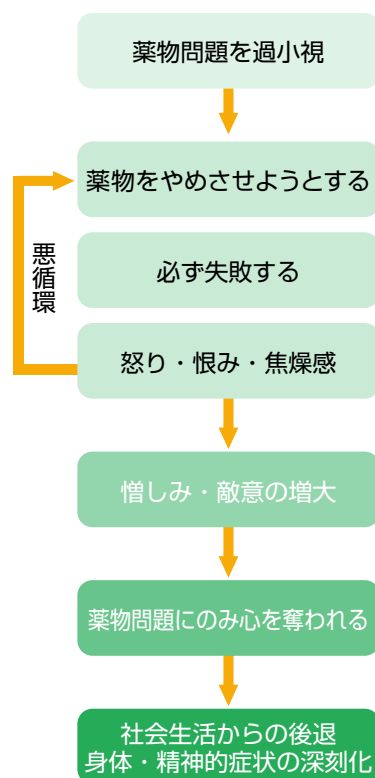 薬物問題を過小視
薬物をやめさせようとする
悪循環
必ず失敗する
怒り・恨み・焦燥感
憎しみ・敵意の増大
薬物問題にのみ心を奪われる
社会生活からの後退
身体・精神的症状の深刻化